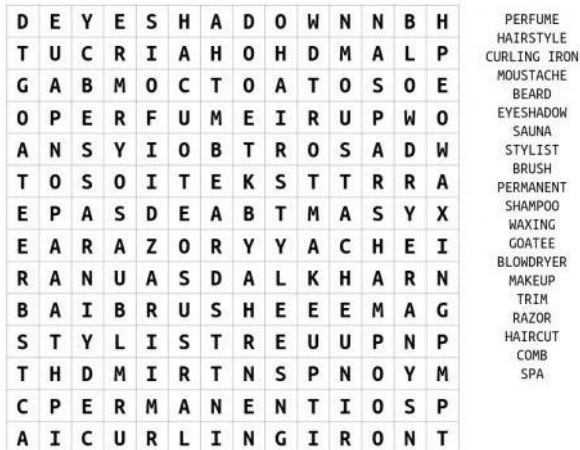 D E Y E S H A D O W N N B H
T U C R I A H O H D M A L P
G A B M O C T O A T O S O E
O P E R F U M E I R U P W O
A N S Y I O B T R O S A D W
T O S O I T E K S T T R R A
E P A S D E A B T M A S Y X
E A R A Z O R Y Y A C H E I
R A N U A S D A L K H A R N
B A I B R U S H E E E M A G
S T Y L I S T R E U U P N P
T H D M I R T N S P N O Y M
C P E R M A N E N T I O S P
A I C U R L I N G I R O N T
PERFUME
HAIRSTYLE
CURLING IRON
MOUSTACHE
BEARD
EYESHADOW
SAUNA
STYLIST
BRUSH
PERMANENT
SHAMPOO
WAXING
GOATEE
BLOWDRYER
MAKEUP
TRIM
RAZOR
HAIRCUT
COMB
SPA